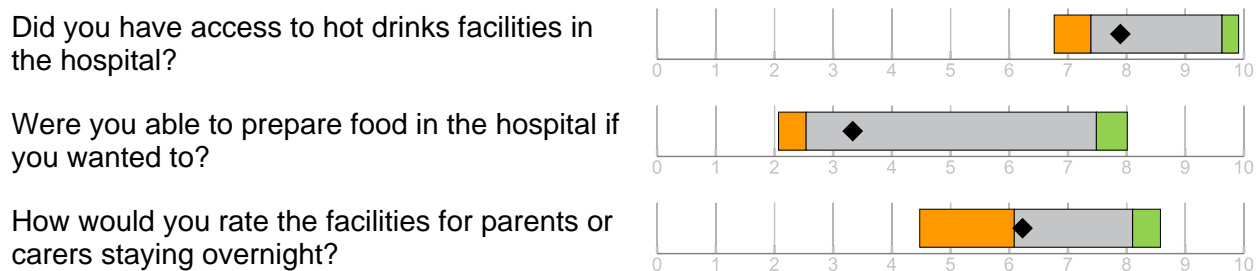 Did you have access to hot drinks facilities in
the hospital?
0 1 2 3 4 5 6 7 8 9 10
Were you able to prepare food in the hospital if
you wanted to?
0 1 2 3 4 5 6 7 8 9 10
How would you rate the facilities for parents or
carers staying overnight?
0 1 2 3 4 5 6 7 8 9 10